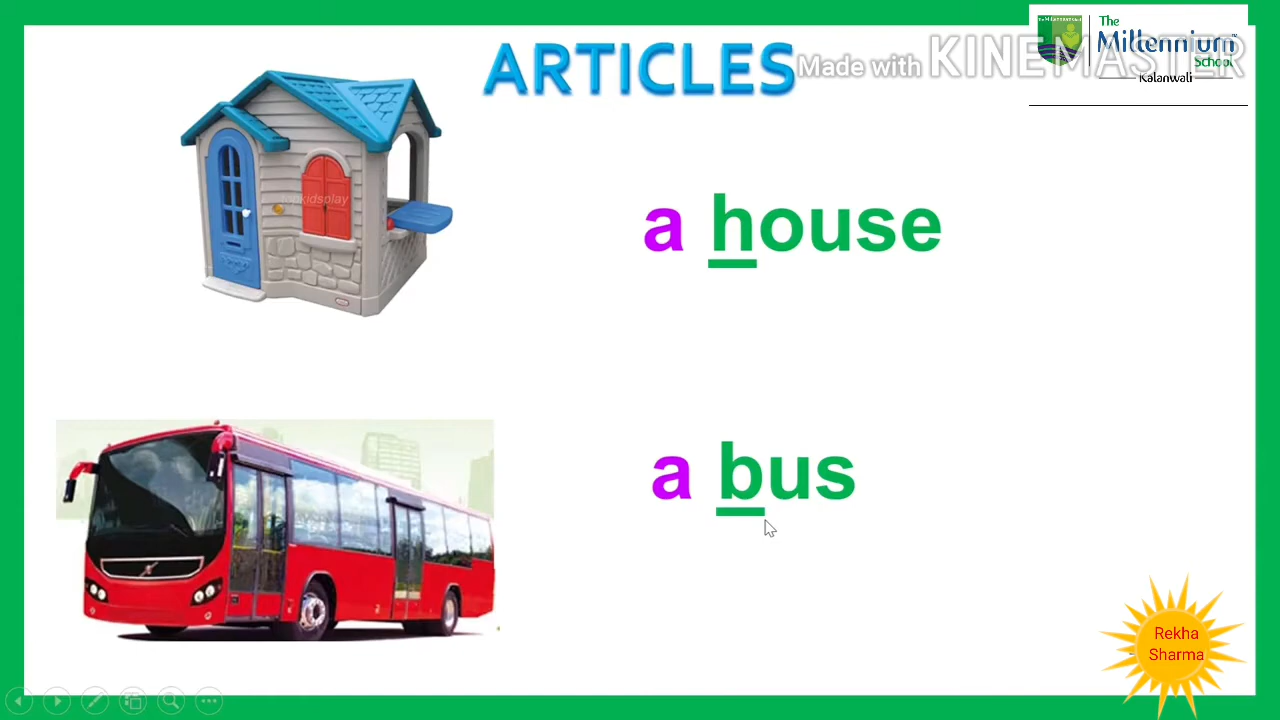 ARTICLES
Made with KINEMASTER
The
Millennium
School
Kalanwali
a house
a bus
Rekha
Sharma